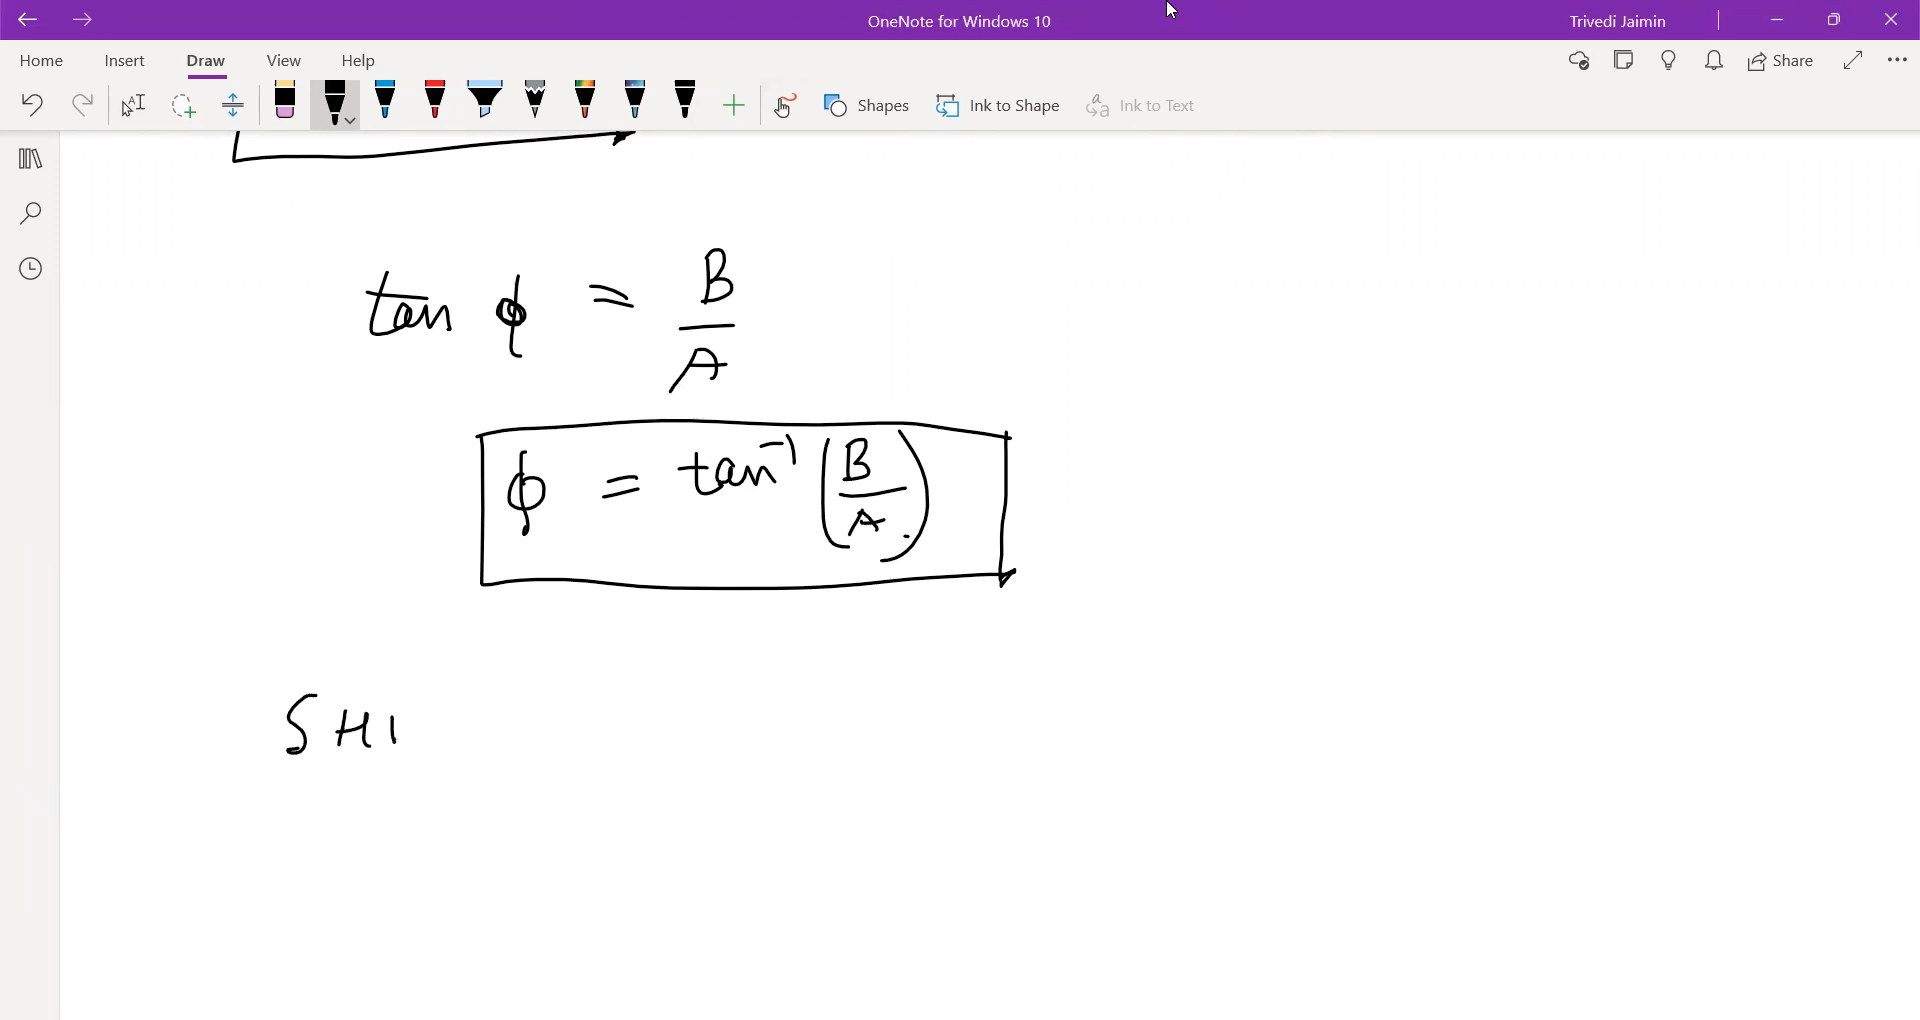 OneNote for Windows 10
Trivedi Jaimin
Home Insert Draw View Help
Share
Shapes
Ink to Shape
Ink to Text
tan ϕ = B/A
ϕ = tan⁻¹ (B/A)
SHI